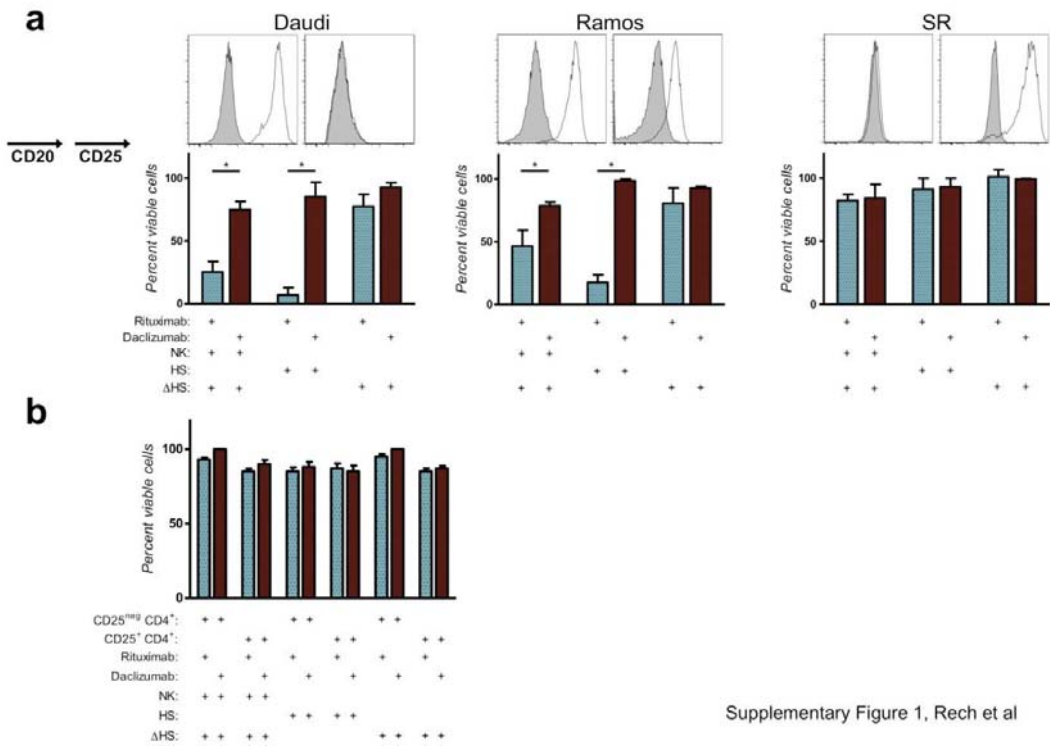 a
Daudi
Ramos
SR
CD20 CD25
Percent viable cells
100
50
0
Percent viable cells
100
50
0
Percent viable cells
100
50
0
* *
* *
Rituximab: + + +
Daclizumab: + + +
NK: + +
HS: + +
ΔHS: + + + +
+ + +
+ + +
+ +
+ +
+ + + +
+ + +
+ + +
+ +
+ +
+ + + +
b
Percent viable cells
100
50
0
CD25ⁿᵉᵍ CD4⁺: + + + + + +
CD25⁺ CD4⁺: + + + + + +
Rituximab: + + + + + +
Daclizumab: + + + + + +
NK: + + + +
HS: + + + +
ΔHS: + + + + + + + +
Supplementary Figure 1, Rech et al